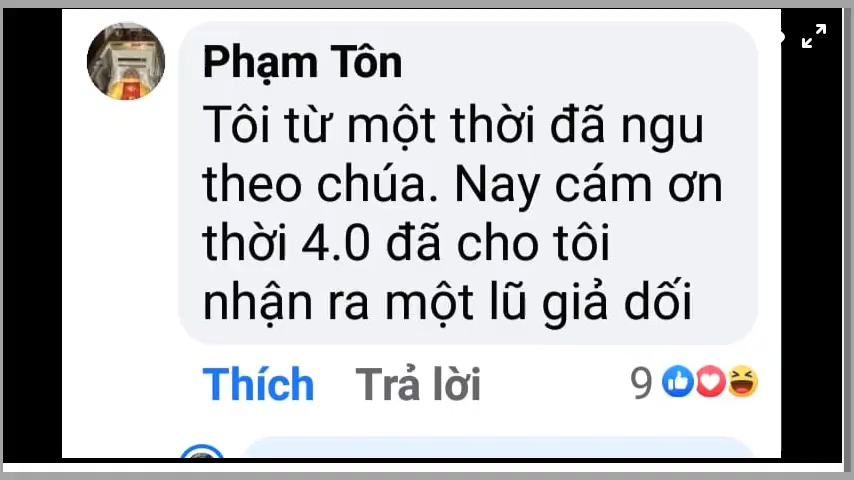 Phạm Tôn
Tôi từ một thời đã ngu
theo chúa. Nay cám ơn
thời 4.0 đã cho tôi
nhận ra một lũ giả dối
Thích Trả lời 9